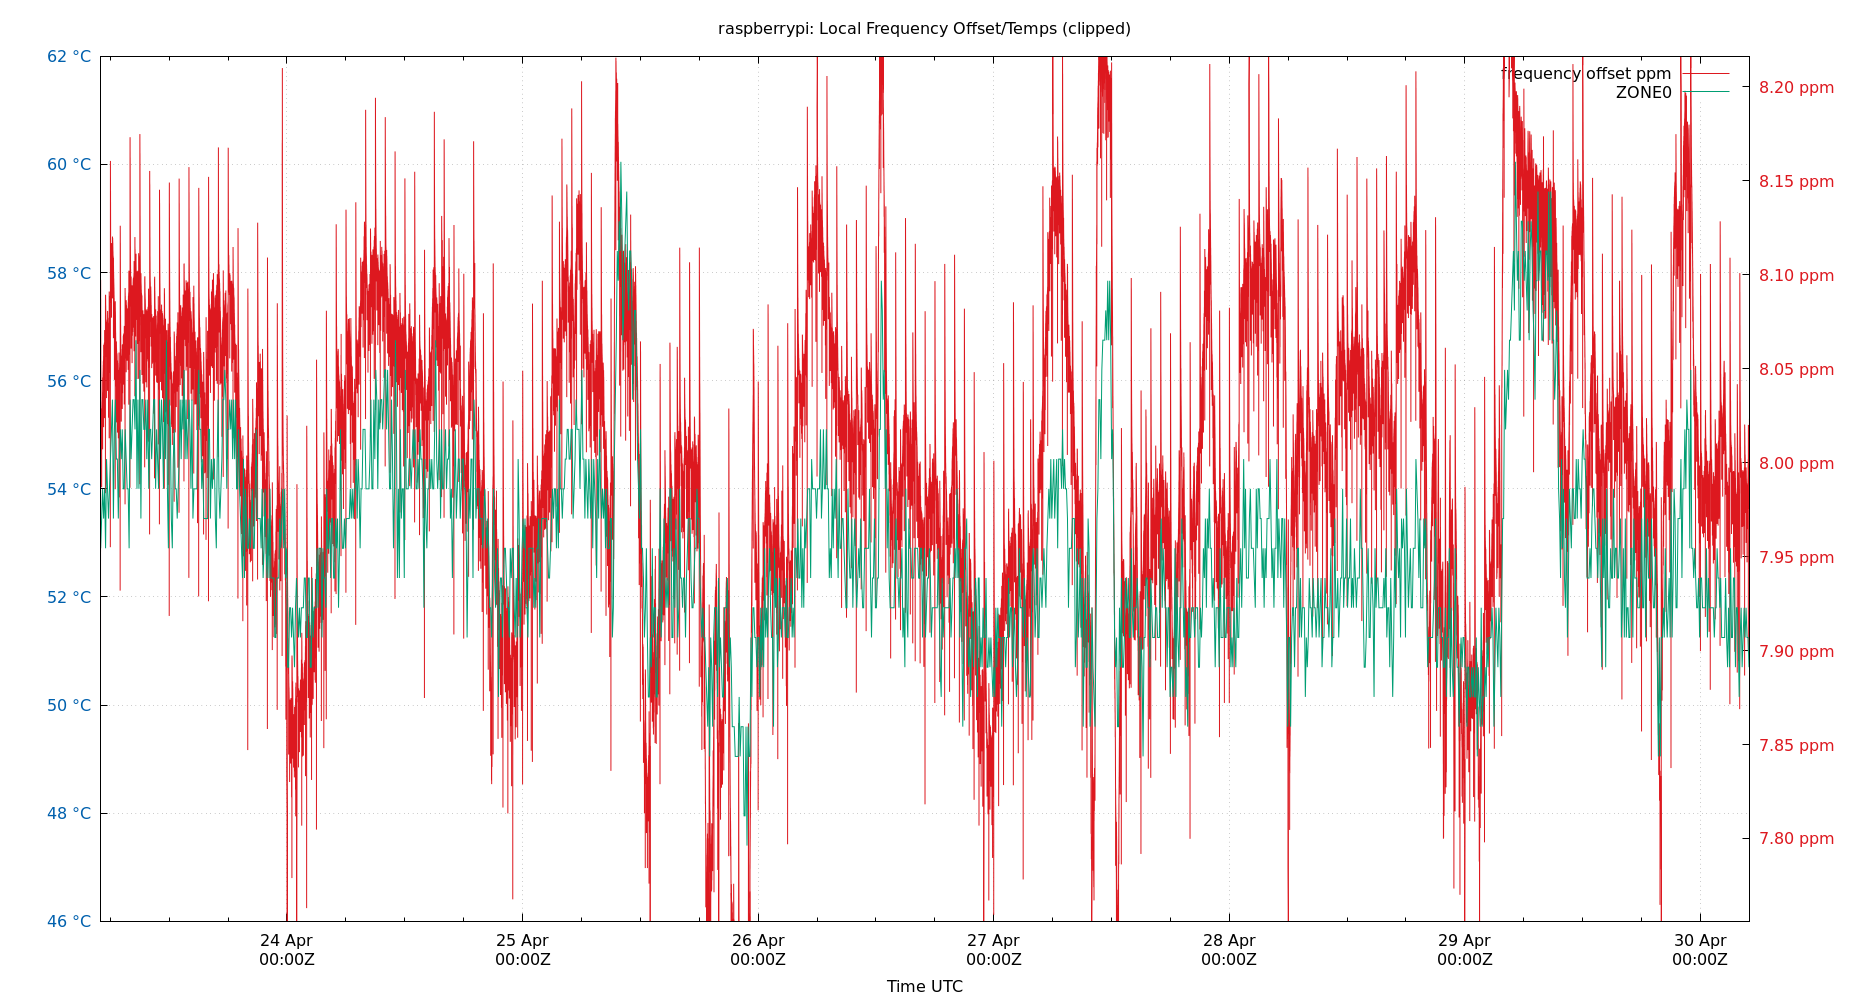 raspberrypi: Local Frequency Offset/Temps (clipped)
62 °C
60 °C
58 °C
56 °C
54 °C
52 °C
50 °C
48 °C
46 °C
frequency offset ppm
ZONE0
8.20 ppm
8.15 ppm
8.10 ppm
8.05 ppm
8.00 ppm
7.95 ppm
7.90 ppm
7.85 ppm
7.80 ppm
24 Apr
00:00Z
25 Apr
00:00Z
26 Apr
00:00Z
27 Apr
00:00Z
28 Apr
00:00Z
29 Apr
00:00Z
30 Apr
00:00Z
Time UTC